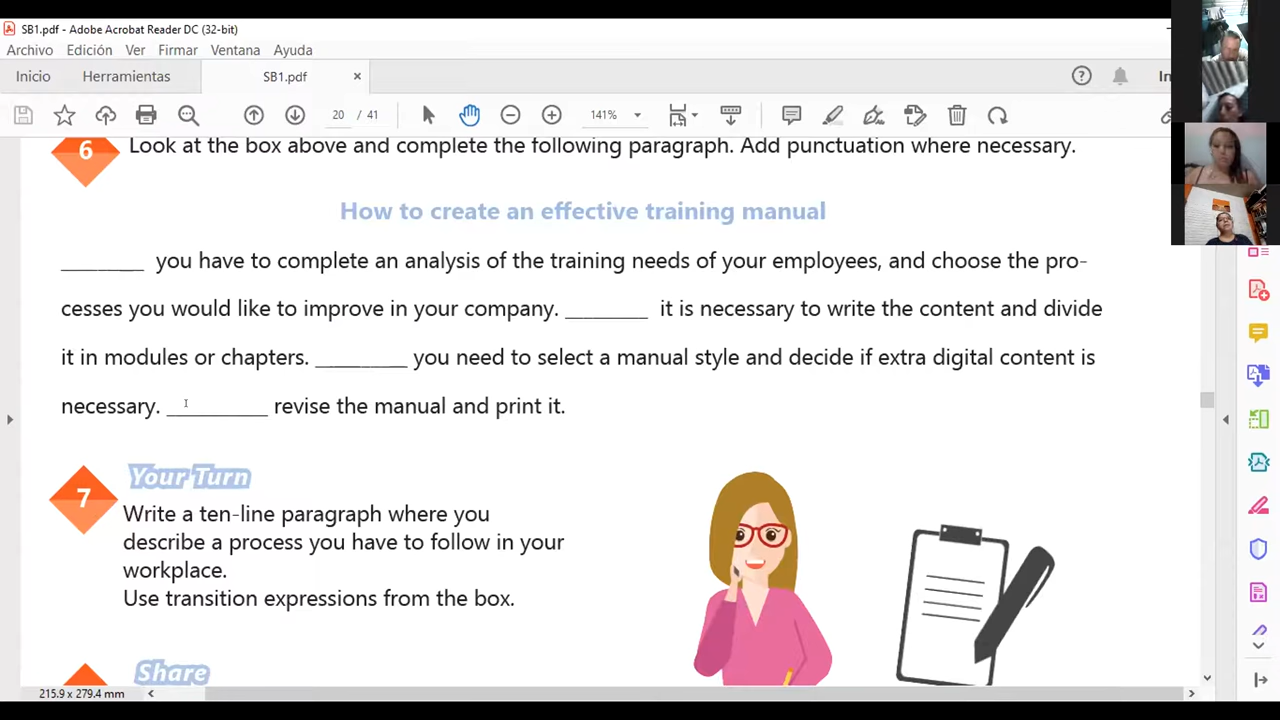 SB1.pdf - Adobe Acrobat Reader DC (32-bit)
Archivo Edición Ver Firmar Ventana Ayuda
Inicio Herramientas SB1.pdf × ? In
20 / 41 141%
6 Look at the box above and complete the following paragraph. Add punctuation where necessary.
How to create an effective training manual
________ you have to complete an analysis of the training needs of your employees, and choose the pro-
cesses you would like to improve in your company. ________ it is necessary to write the content and divide
it in modules or chapters. _________ you need to select a manual style and decide if extra digital content is
necessary. __________ revise the manual and print it.
7 Your Turn
Write a ten-line paragraph where you
describe a process you have to follow in your
workplace.
Use transition expressions from the box.
Share
215.9 x 279.4 mm